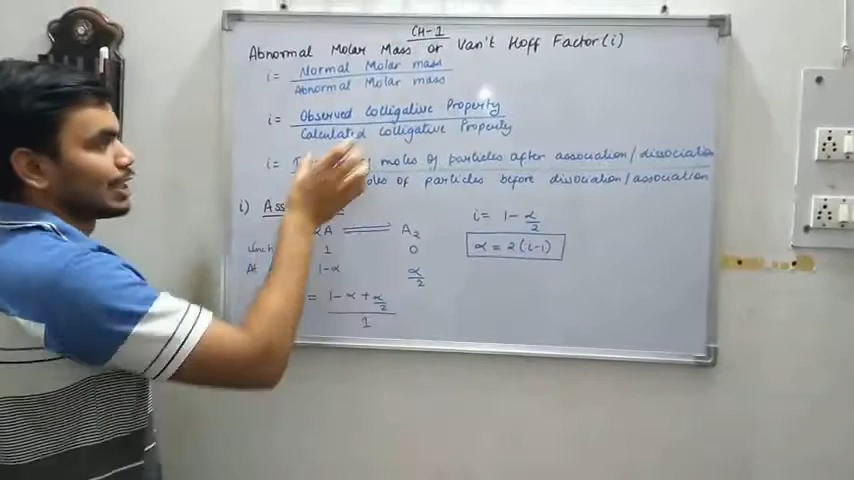 CH-1
Abnormal Molar Mass or Van't Hoff Factor(i)
i = Normal Molar mass
Abnormal Molar mass
i = Observed Colligative Property
Calculated Colligative Property
i = moles of particles after association/dissociation
of particles before dissociation/Association
i)
A ⇌ A2
1 0
1-α α/2
= 1-α+α/2
1
i = 1-α/2
α = 2(i-1)